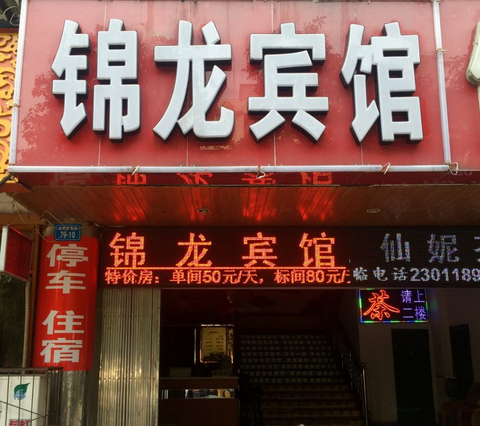 锦龙宾馆
79-10
停车 住宿
锦龙宾馆
特价房：单间50元/天，标间80元/
仙妮
电话2301189
茶
请上二楼